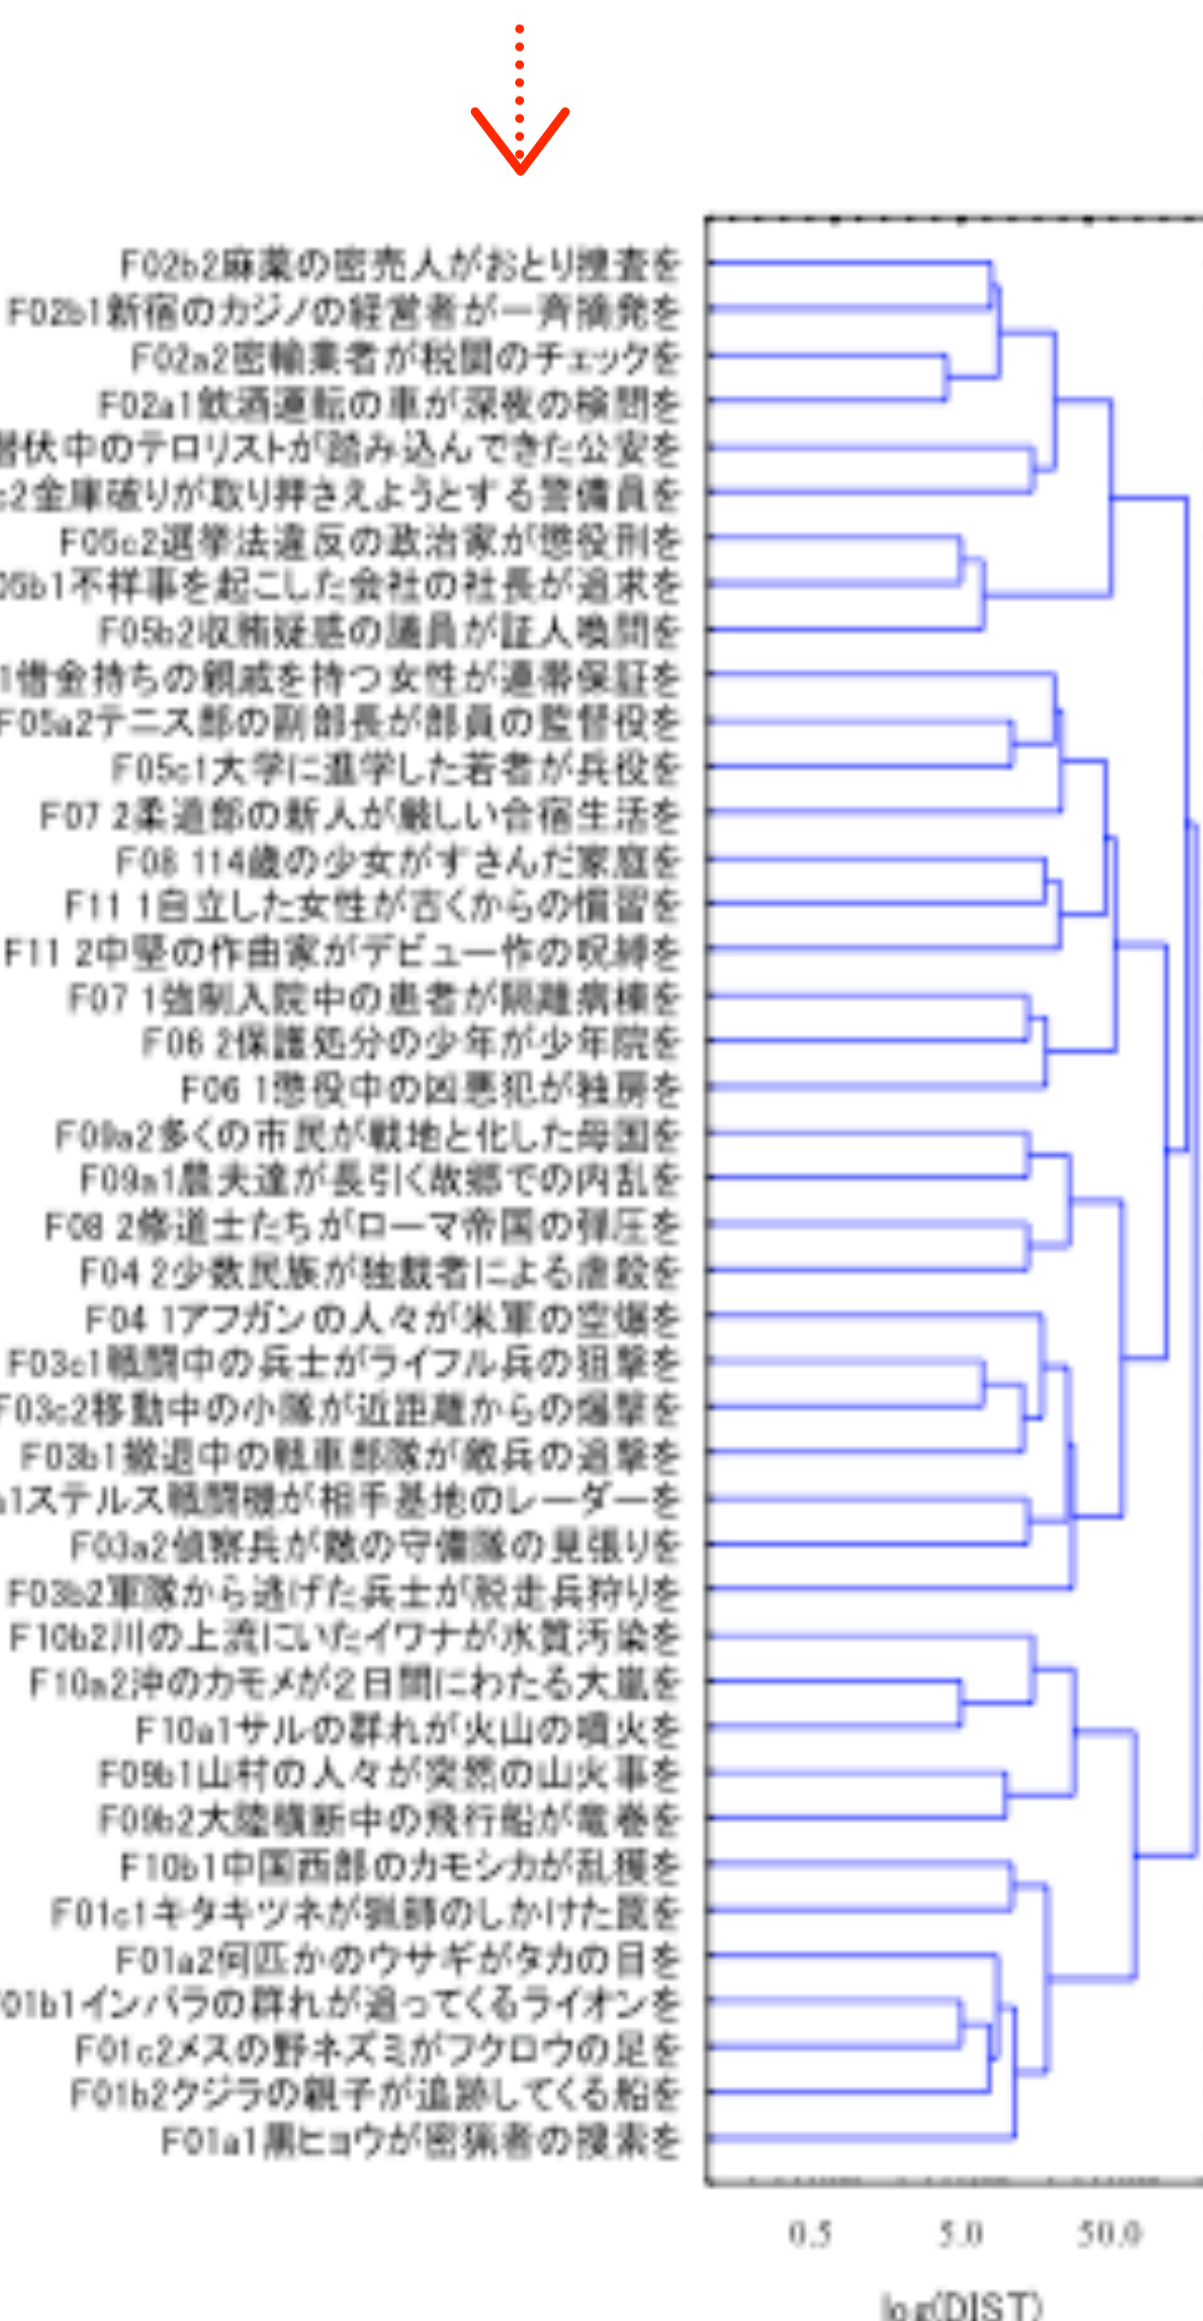 F02b2麻薬の密売人がおとり捜査を
F02b1新宿のカジノの経営者が一斉摘発を
F02a2密輸業者が税関のチェックを
F02a1飲酒運転の車が深夜の検問を
潜伏中のテロリストが踏み込んできた公安を
c2金庫破りが取り押さえようとする警備員を
F05c2選挙法違反の政治家が懲役刑を
05b1不祥事を起こした会社の社長が追求を
F05b2収賄疑惑の議員が証人喚問を
1借金持ちの親戚を持つ女性が連帯保証を
F05a2テニス部の副部長が部員の監督役を
F05c1大学に進学した若者が兵役を
F07 2柔道部の新人が厳しい合宿生活を
F08 114歳の少女がすさんだ家庭を
F11 1自立した女性が古くからの慣習を
F11 2中堅の作曲家がデビュー作の呪縛を
F07 1強制入院中の患者が隔離病棟を
F06 2保護処分の少年が少年院を
F06 1懲役中の凶悪犯が独房を
F09a2多くの市民が戦地と化した母国を
F09a1農夫達が長引く故郷での内乱を
F08 2修道士たちがローマ帝国の弾圧を
F04 2少数民族が独裁者による虐殺を
F04 1アフガンの人々が米軍の空爆を
F03c1戦闘中の兵士がライフル兵の狙撃を
F03c2移動中の小隊が近距離からの爆撃を
F03b1撤退中の戦車部隊が敵兵の追撃を
a1ステルス戦闘機が相手基地のレーダーを
F03a2偵察兵が敵の守備隊の見張りを
F03b2軍隊から逃げた兵士が脱走兵狩りを
F10b2川の上流にいたイワナが水質汚染を
F10a2沖のカモメが２日間にわたる大嵐を
F10a1サルの群れが火山の噴火を
F09b1山村の人々が突然の山火事を
F09b2大陸横断中の飛行船が竜巻を
F10b1中国西部のカモシカが乱獲を
F01c1キタキツネが猟師のしかけた罠を
F01a2何匹かのウサギがタカの目を
01b1インパラの群れが追ってくるライオンを
F01c2メスの野ネズミがフクロウの足を
F01b2クジラの親子が追跡してくる船を
F01a1黒ヒョウが密猟者の捜索を
0.5 5.0 50.0
log(DIST)